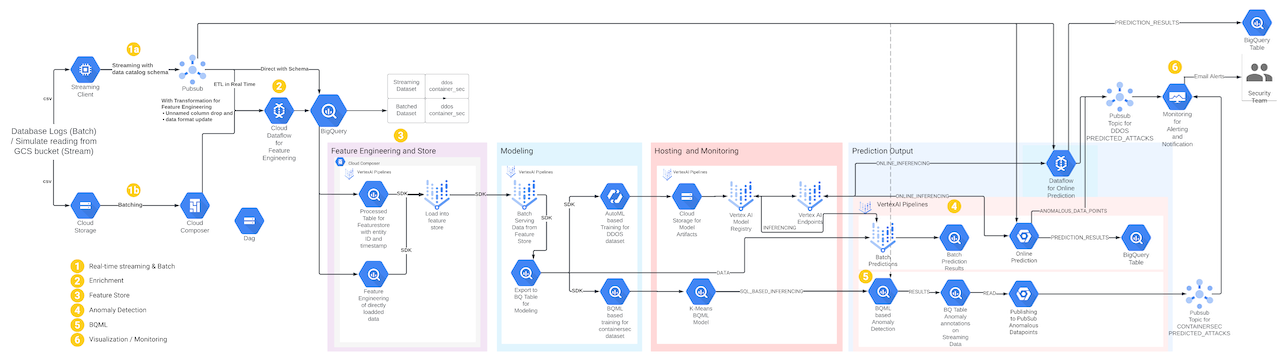 PREDICTION_RESULTS
BigQuery
Table
1a
Streaming with
data catalog schema
Streaming
Client
Pubsub
Direct with Schema
ETL in Real Time
2
With Transformation for
Feature Engineering
• Unnamed column drop and
• data format update
Cloud
Dataflow
for
Feature
Engineering
BigQuery
Streaming
Dataset
ddos
container_sec
Batched
Dataset
ddos
container_sec
6
Email Alerts
Security
Team
Pubsub
Topic for
DDOS
PREDICTED_ATTACKS
Monitoring
for
Alerting
and
Notification
csv
Database Logs (Batch)
/ Simulate reading from
GCS bucket (Stream)
csv
1b
Batching
Cloud
Storage
Cloud
Composer
Dag
3
Feature Engineering and Store
Cloud Composer
VertexAI Pipelines
Processed
Table for
Featurestore
with entity
ID and
timestamp
SDK
Load into
feature
store
SDK
SDK
Feature
Engineering
of directly
loadded
data
Modeling
VertexAI Pipelines
Batch
Serving Data
from Feature
Store
SDK
Export to
BQ Table
for
Modeling
SDK
AutoML
based
Training for
DDOS
dataset
SDK
BQML
based
training for
containersec
dataset
Hosting and Monitoring
VertexAI Pipelines
Cloud
Storage for
Model
Artifacts
Vertex AI
Model
Registry
Vertex AI
Endpoints
INFERENCING
DATA
K-Means
BQML
Model
SQL_BASED_INFERENCING
Prediction Output
ONLINE_INFERENCING
Dataflow
for Online
Prediction
ONLINE_INFERENCING
VertexAI Pipelines
4
ANOMALOUS_DATA_POINTS
Batch
Predictions
Batch
Prediction
Results
Online
Prediction
PREDICTION_RESULTS
BigQuery
Table
5
BQML
based
Anomaly
Detection
RESULTS
BQ Table
Anomaly
annotations
on
Streaming
Data
READ
Publishing
to PubSub
Anomalous
Datapoints
Pubsub
Topic for
CONTAINERSEC
PREDICTED_ATTACKS
1 Real-time streaming & Batch
2 Enrichment
3 Feature Store
4 Anomaly Detection
5 BQML
6 Visualization / Monitoring